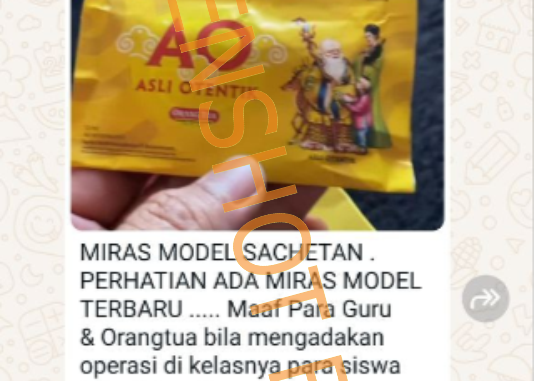 AO
ASLI OTENTIK
ENSHOT F
MIRAS MODEL SACHETAN .
PERHATIAN ADA MIRAS MODEL
TERBARU ..... Maaf Para Guru
& Orangtua bila mengadakan
operasi di kelasnya para siswa